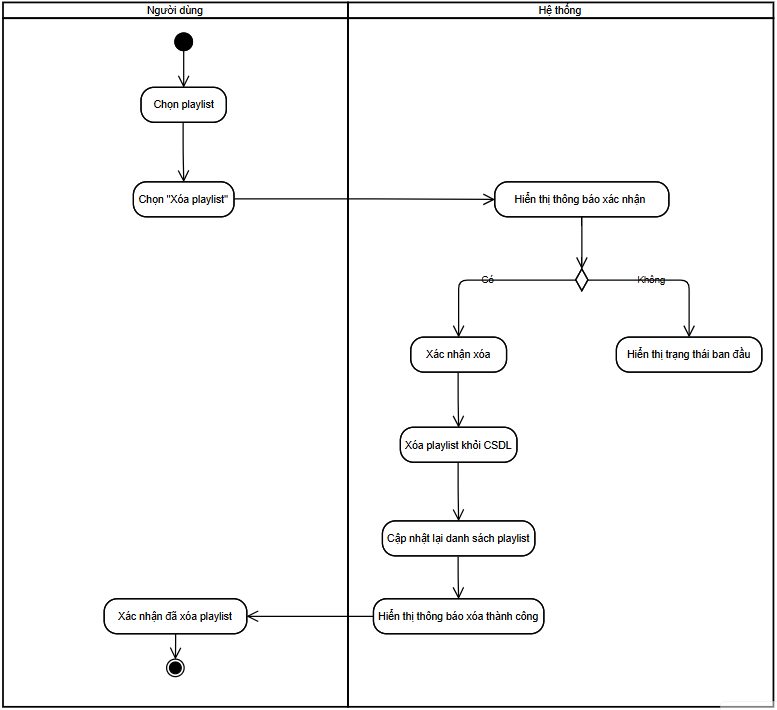 Người dùng
Hệ thống
Chọn playlist
Chọn "Xóa playlist"
Hiển thị thông báo xác nhận
Có
Không
Xác nhận xóa
Hiển thị trạng thái ban đầu
Xóa playlist khỏi CSDL
Cập nhật lại danh sách playlist
Xác nhận đã xóa playlist
Hiển thị thông báo xóa thành công